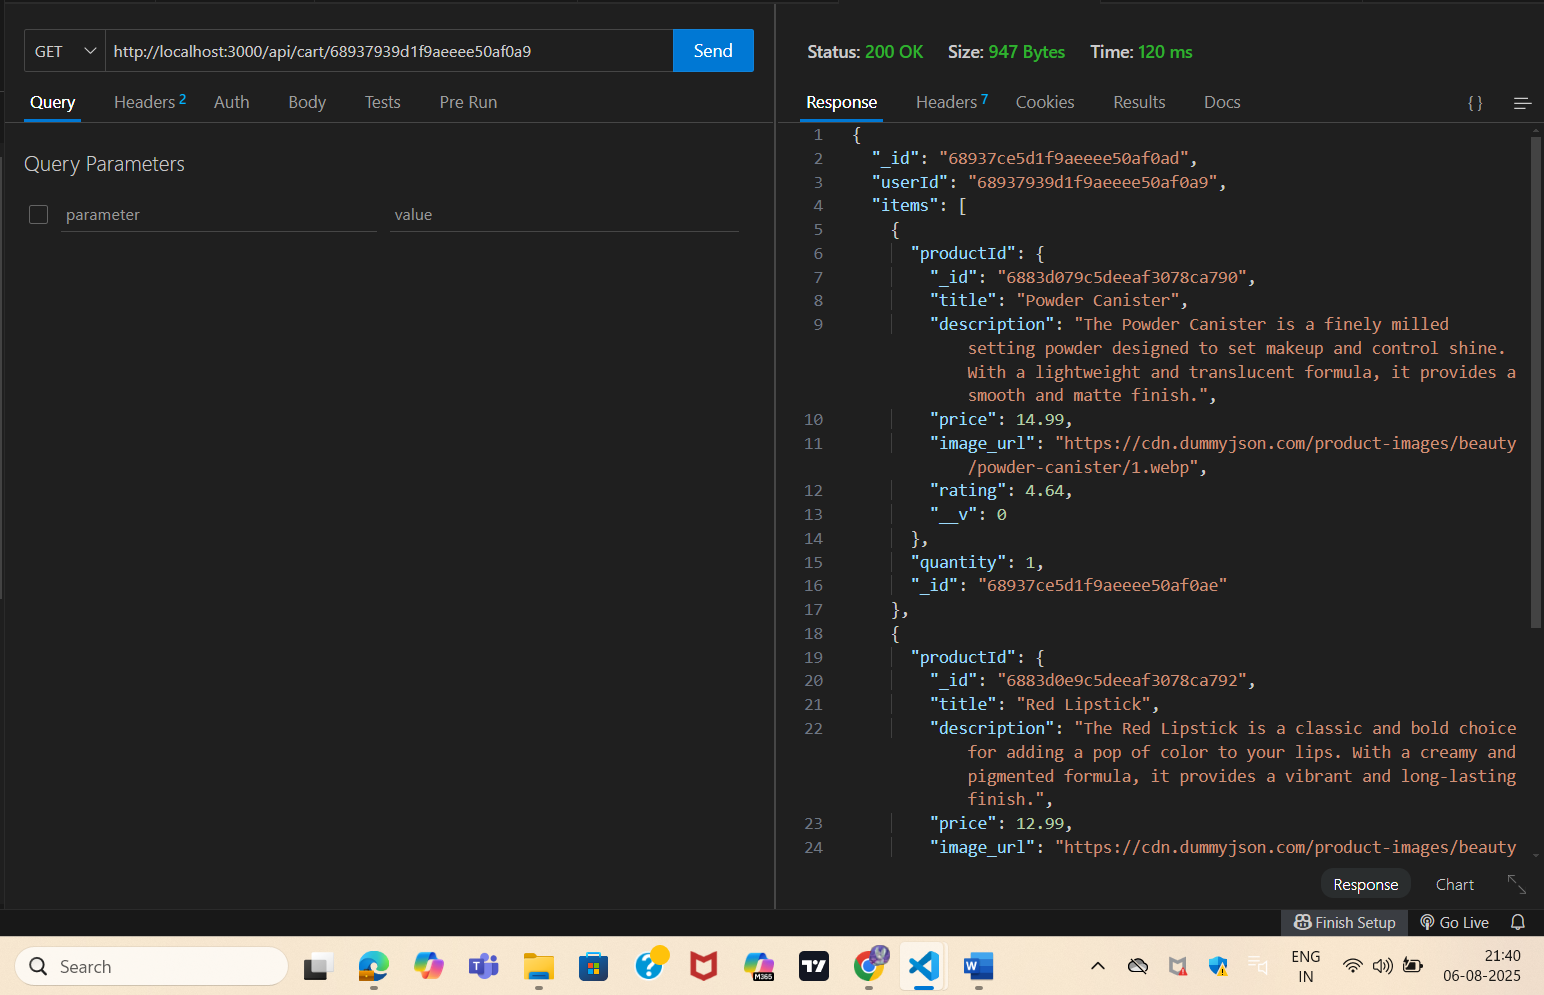 GET http://localhost:3000/api/cart/68937939d1f9aeeee50af0a9 Send
Query Headers 2 Auth Body Tests Pre Run
Query Parameters
parameter value
Status: 200 OK Size: 947 Bytes Time: 120 ms
Response Headers 7 Cookies Results Docs { }
1 {
2 "_id": "68937ce5d1f9aeeee50af0ad",
3 "userId": "68937939d1f9aeeee50af0a9",
4 "items": [
5 {
6 "productId": {
7 "_id": "6883d079c5deeaf3078ca790",
8 "title": "Powder Canister",
9 "description": "The Powder Canister is a finely milled
setting powder designed to set makeup and control shine.
With a lightweight and translucent formula, it provides a
smooth and matte finish.",
10 "price": 14.99,
11 "image_url": "https://cdn.dummyjson.com/product-images/beauty
/powder-canister/1.webp",
12 "rating": 4.64,
13 "__v": 0
14 },
15 "quantity": 1,
16 "_id": "68937ce5d1f9aeeee50af0ae"
17 },
18 {
19 "productId": {
20 "_id": "6883d0e9c5deeaf3078ca792",
21 "title": "Red Lipstick",
22 "description": "The Red Lipstick is a classic and bold choice
for adding a pop of color to your lips. With a creamy and
pigmented formula, it provides a vibrant and long-lasting
finish.",
23 "price": 12.99,
24 "image_url": "https://cdn.dummyjson.com/product-images/beauty
Response Chart
Finish Setup Go Live
Search
M365
ENG
IN
21:40
06-08-2025